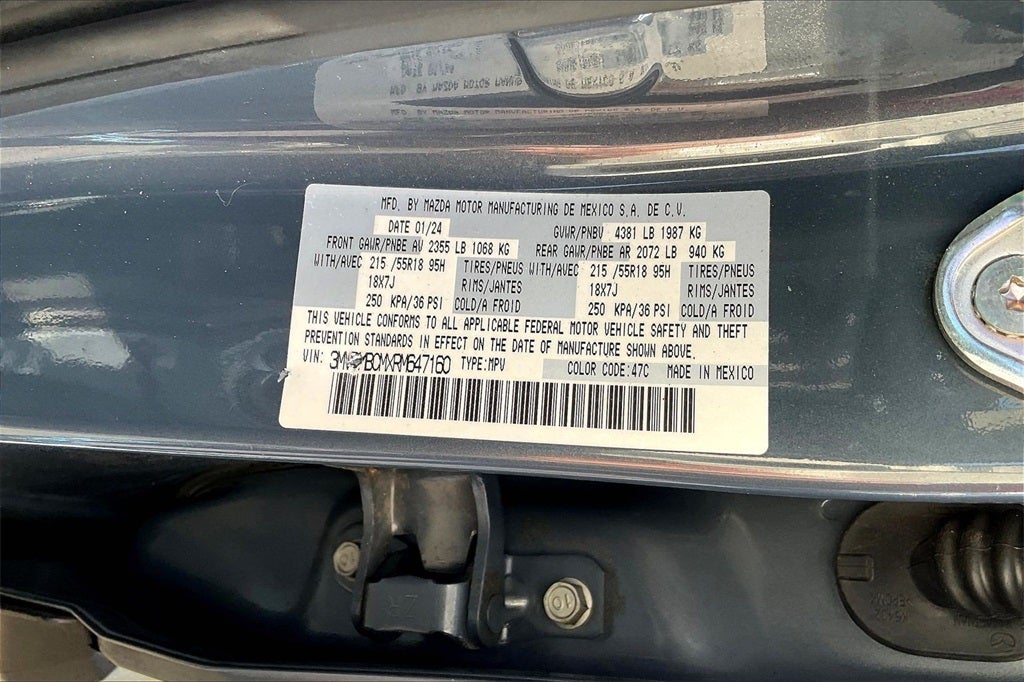 MFD. BY MAZDA MOTOR MANUFACTURING DE MEXICO S.A. DE C.V.
DATE 01/24 GVWR/PNBV 4381 LB 1987 KG
FRONT GAWR/PNBE AV 2355 LB 1068 KG REAR GAWR/PNBE AR 2072 LB 940 KG
WITH/AVEC 215 /55R18 95H TIRES/PNEUS WITH/AVEC 215 /55R18 95H TIRES/PNEUS
18X7J RIMS/JANTES 18X7J RIMS/JANTES
250 KPA/36 PSI COLD/A FROID 250 KPA/36 PSI COLD/A FROID
THIS VEHICLE CONFORMS TO ALL APPLICABLE FEDERAL MOTOR VEHICLE SAFETY AND THEFT
PREVENTION STANDARDS IN EFFECT ON THE DATE OF MANUFACTURE SHOWN ABOVE.
VIN: TYPE:MPV COLOR CODE:47C MADE IN MEXICO
ZR
10